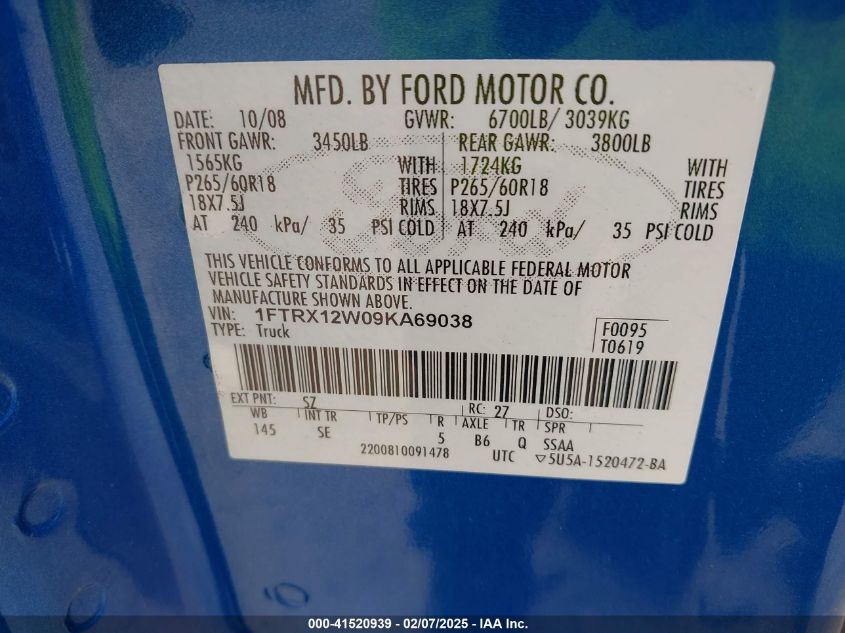 MFD. BY FORD MOTOR CO.
DATE: 10/08 GVWR: 6700LB/ 3039KG
FRONT GAWR: 3450LB REAR GAWR: 3800LB
1565KG WITH 1724KG WITH
P265/60R18 TIRES P265/60R18 TIRES
18X7.5J RIMS 18X7.5J RIMS
AT 240 kPa/ 35 PSI COLD AT 240 kPa/ 35 PSI COLD
Ford
THIS VEHICLE CONFORMS TO ALL APPLICABLE FEDERAL MOTOR
VEHICLE SAFETY STANDARDS IN EFFECT ON THE DATE OF
MANUFACTURE SHOWN ABOVE.
VIN: 1FTRX12W09KA69038
TYPE: Truck
F0095
T0619
EXT PNT: SZ RC: 27 DSO:
WB INT TR TP/PS R AXLE TR SPR
145 SE 5 B6 Q SSAA
2200810091478 UTC ▽5U5A-1520472-BA
000-41520939 - 02/07/2025 - IAA Inc.